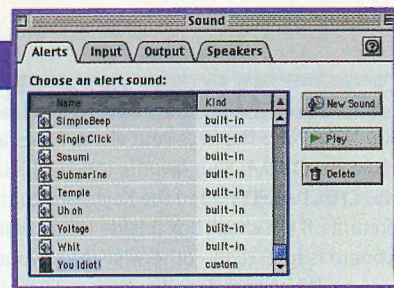 Sound
Alerts Input Output Speakers
Choose an alert sound:
Name Kind
SimpleBeep built-in
Single Click built-in
Sosumi built-in
Submarine built-in
Temple built-in
Uh oh built-in
Voltage built-in
Whit built-in
You Idiot! custom
New Sound
Play
Delete